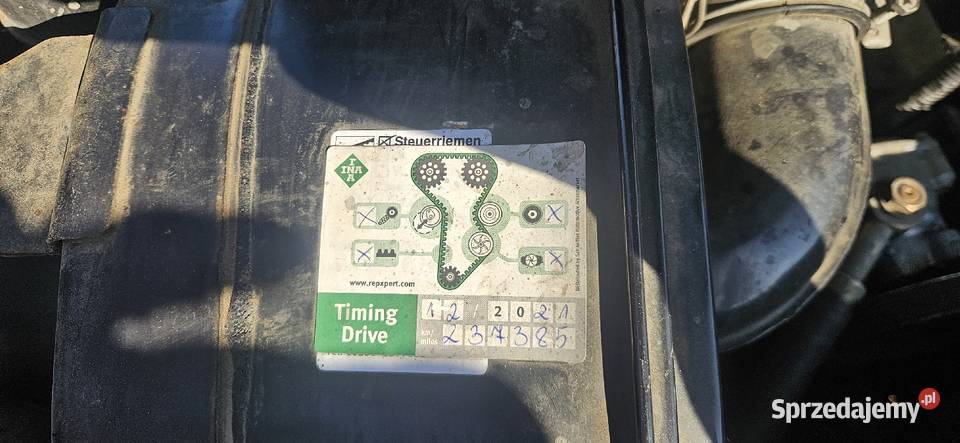 Steuerriemen
INA
www.repxpert.com
Timing
Drive
12 / 2021
km/
miles 237385
Sprzedajemy.pl